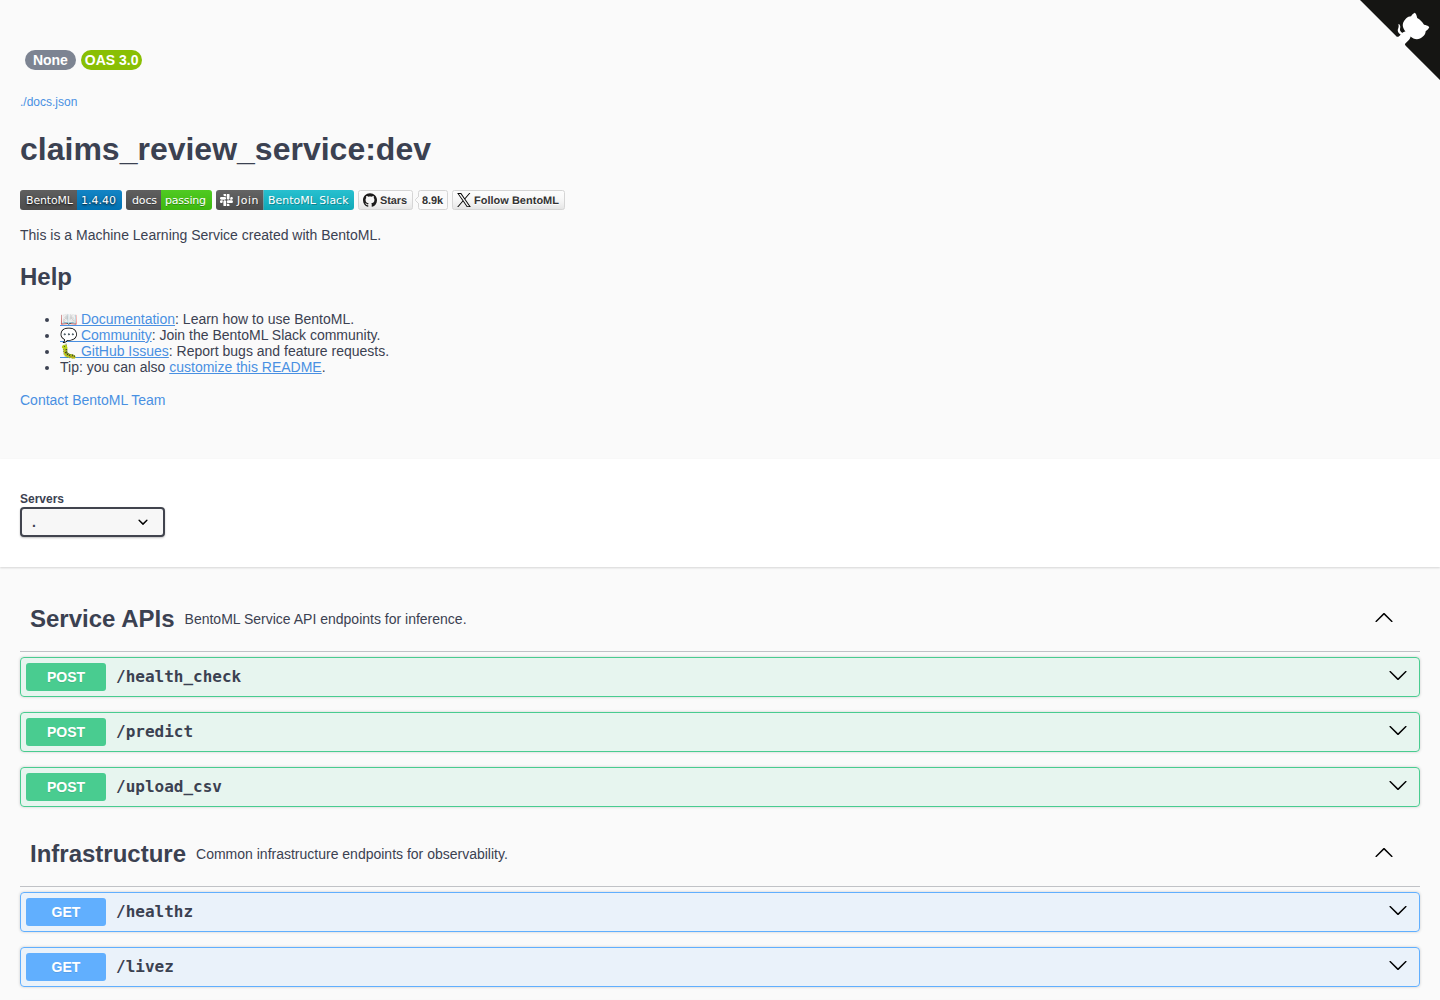 None OAS 3.0
./docs.json
claims_review_service:dev
BentoML 1.4.40 docs passing Join BentoML Slack Stars 8.9k Follow BentoML
This is a Machine Learning Service created with BentoML.
Help
📖 Documentation: Learn how to use BentoML.
💬 Community: Join the BentoML Slack community.
🐛 GitHub Issues: Report bugs and feature requests.
Tip: you can also customize this README.
Contact BentoML Team
Servers
.
Service APIs BentoML Service API endpoints for inference.
POST /health_check
POST /predict
POST /upload_csv
Infrastructure Common infrastructure endpoints for observability.
GET /healthz
GET /livez